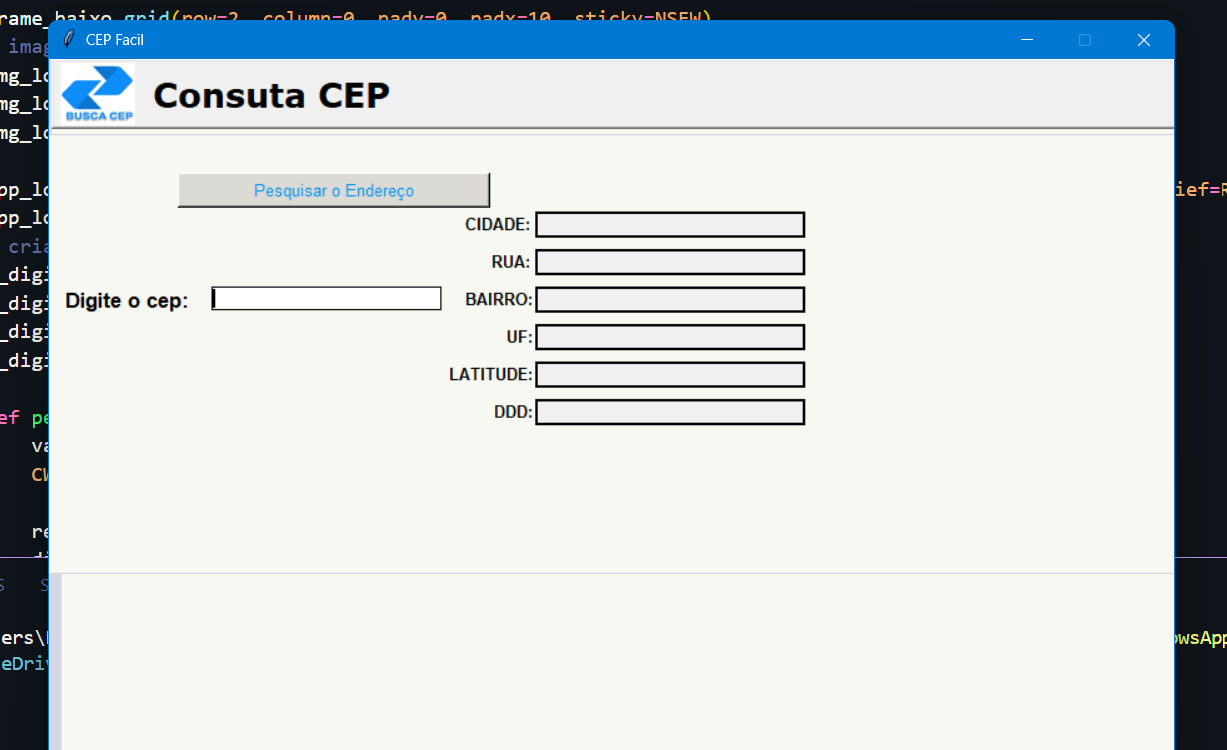 rame_baixo.grid(row=2, column=0, pady=0, padx=10, sticky=NSEW)
CEP Facil
BUSCA CEP
Consuta CEP
Pesquisar o Endereço
CIDADE:
RUA:
Digite o cep:
BAIRRO:
UF:
LATITUDE:
DDD:
imag
mg_lo
mg_lo
mg_lo
pp_lo
ief=R
pp_lo
cria
_digi
_digi
_digi
_digi
ef pe
va
CW
re
di
S S
ers\
owsApp
eDriv